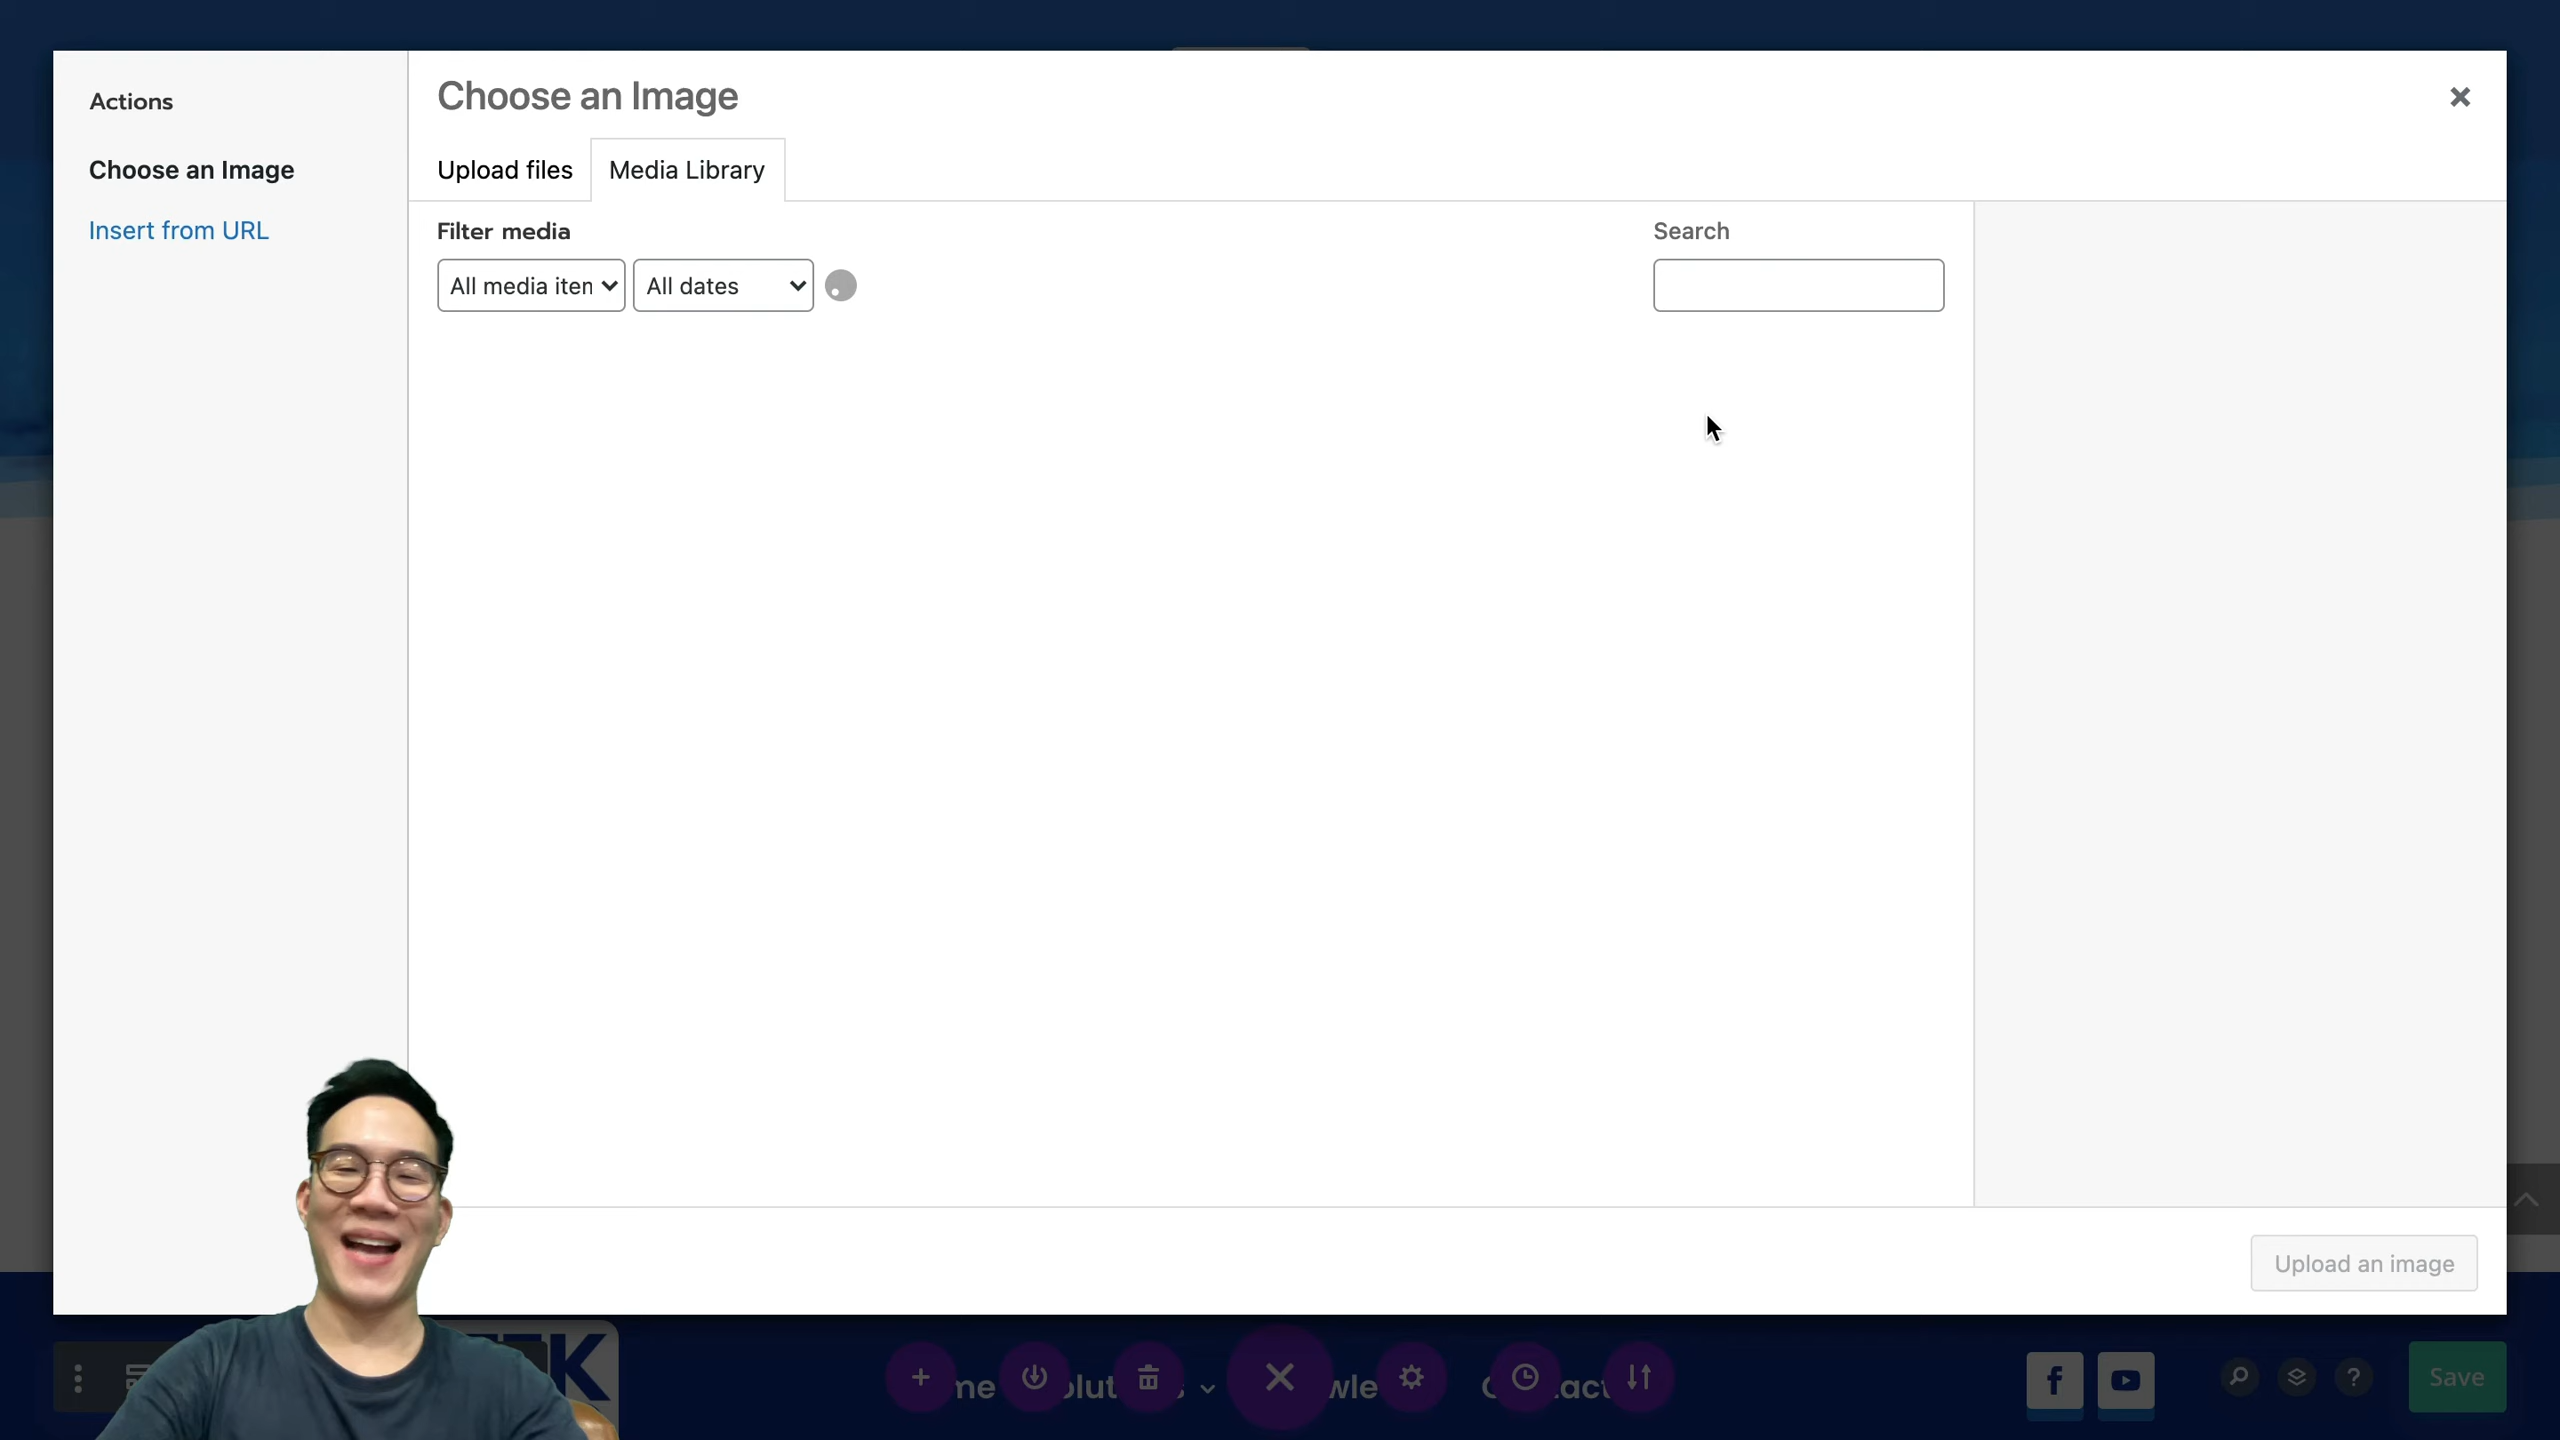 Actions
Choose an Image
Insert from URL
Choose an Image
Upload files
Media Library
Filter media
All media iten
All dates
Search
Upload an image
Save